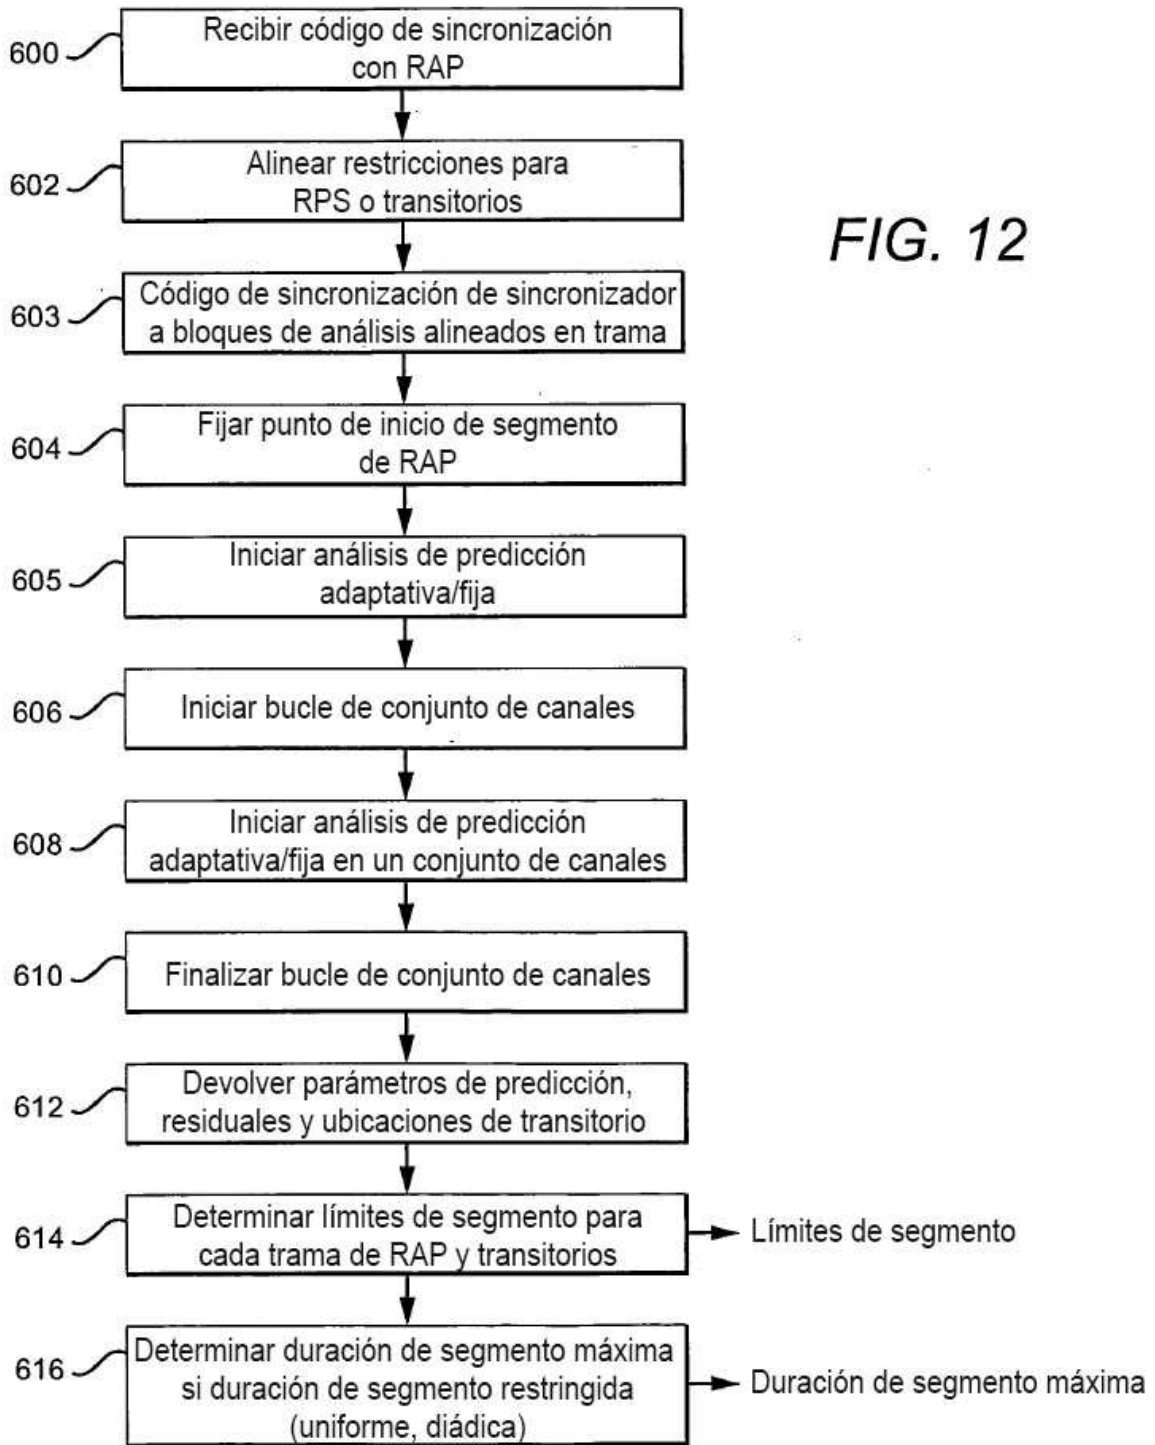 600
Recibir código de sincronización
con RAP
602
Alinear restricciones para
RPS o transitorios
FIG. 12
603
Código de sincronización de sincronizador
a bloques de análisis alineados en trama
604
Fijar punto de inicio de segmento
de RAP
605
Iniciar análisis de predicción
adaptativa/fija
606
Iniciar bucle de conjunto de canales
608
Iniciar análisis de predicción
adaptativa/fija en un conjunto de canales
610
Finalizar bucle de conjunto de canales
612
Devolver parámetros de predicción,
residuales y ubicaciones de transitorio
614
Determinar límites de segmento para
cada trama de RAP y transitorios
Límites de segmento
616
Determinar duración de segmento máxima
si duración de segmento restringida
(uniforme, diádica)
Duración de segmento máxima